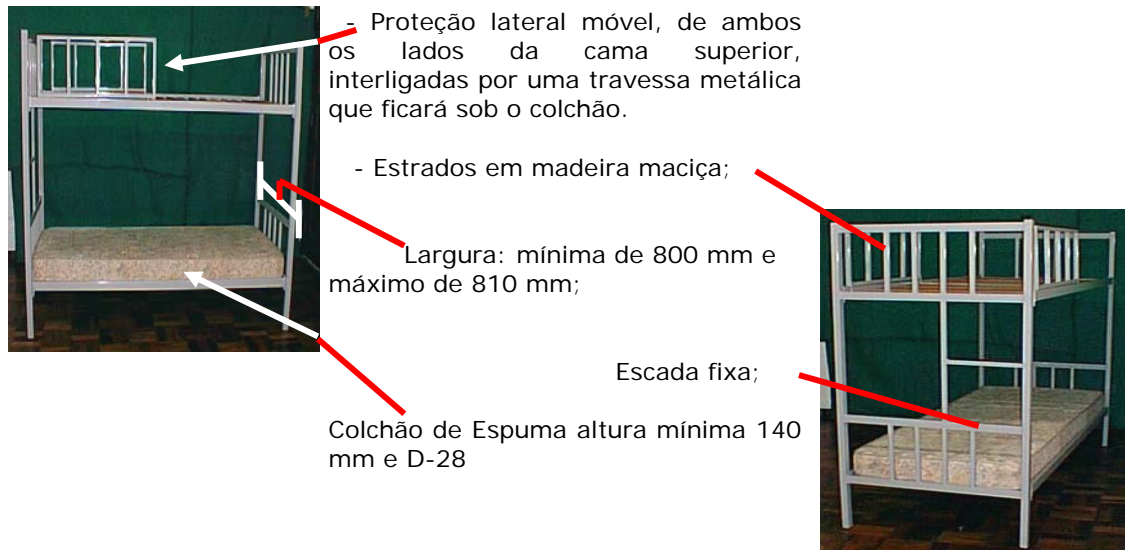 - Proteção lateral móvel, de ambos
os lados da cama superior,
interligadas por uma travessa metálica
que ficará sob o colchão.
- Estrados em madeira maciça;
Largura: mínima de 800 mm e
máximo de 810 mm;
Escada fixa;
Colchão de Espuma altura mínima 140
mm e D-28